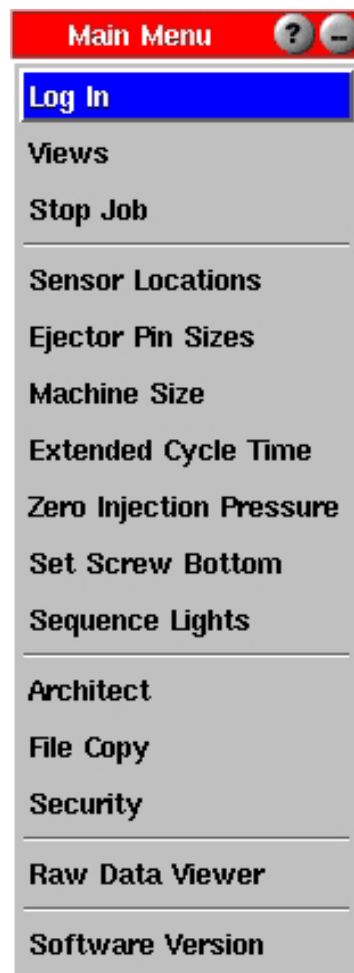 Main Menu ? –
Log In
Views
Stop Job
Sensor Locations
Ejector Pin Sizes
Machine Size
Extended Cycle Time
Zero Injection Pressure
Set Screw Bottom
Sequence Lights
Architect
File Copy
Security
Raw Data Viewer
Software Version